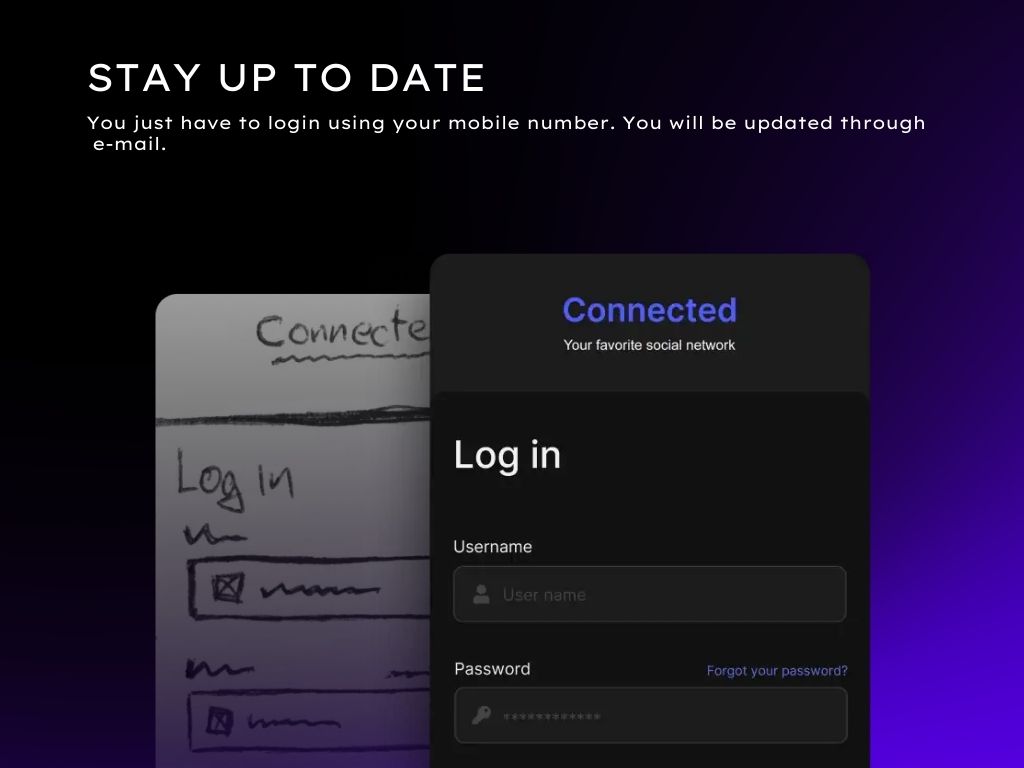 STAY UP TO DATE
You just have to login using your mobile number. You will be updated through
e-mail.
Connecte
Log In
Connected
Your favorite social network
Log in
Username
User name
Password
Forgot your password?
************